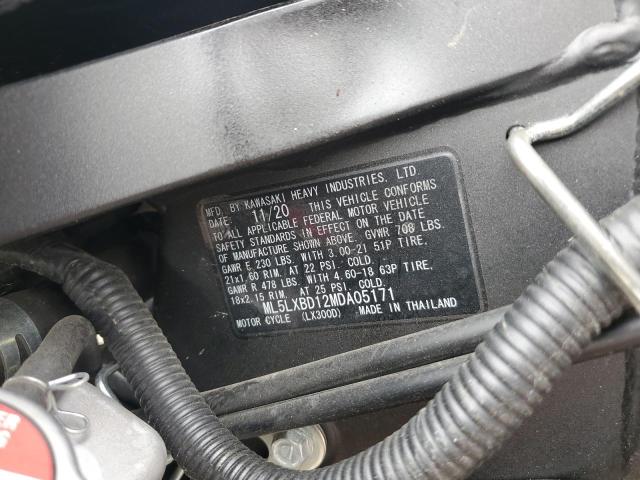 MFD. BY KAWASAKI HEAVY INDUSTRIES, LTD.
DATE: 11/20 THIS VEHICLE CONFORMS
TO ALL APPLICABLE FEDERAL MOTOR VEHICLE
SAFETY STANDARDS IN EFFECT ON THE DATE
OF MANUFACTURE SHOWN ABOVE. GVWR 708 LBS.
GAWR F 230 LBS. WITH 3.00-21 51P TIRE,
21x1.60 RIM. AT 22 PSI. COLD.
GAWR R 478 LBS. WITH 4.60-18 63P TIRE,
18x2.15 RIM. AT 25 PSI. COLD.
ML5LXBD12MDA05171
MOTOR CYCLE (LX300D) MADE IN THAILAND